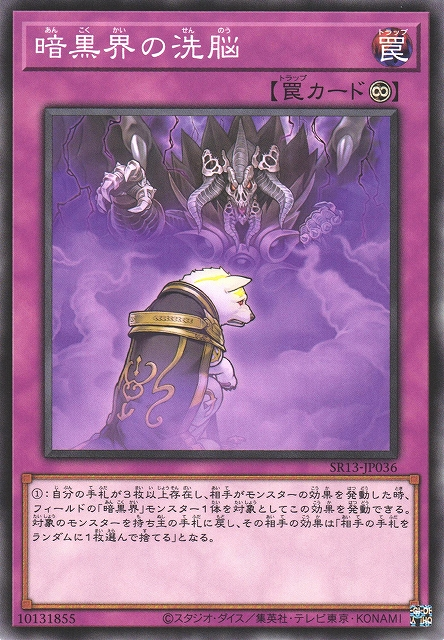 暗黒界の洗脳
罠
【罠カード∞】
SR13-JP036
①:自分の手札が３枚以上存在し、相手がモンスターの効果を発動した時、
フィールドの「暗黒界」モンスター１体を対象としてこの効果を発動できる。
対象のモンスターを持ち主の手札に戻し、その相手の効果は「相手の手札を
ランダムに１枚選んで捨てる」となる。
10131855
©スタジオ・ダイス／集英社・テレビ東京・KONAMI